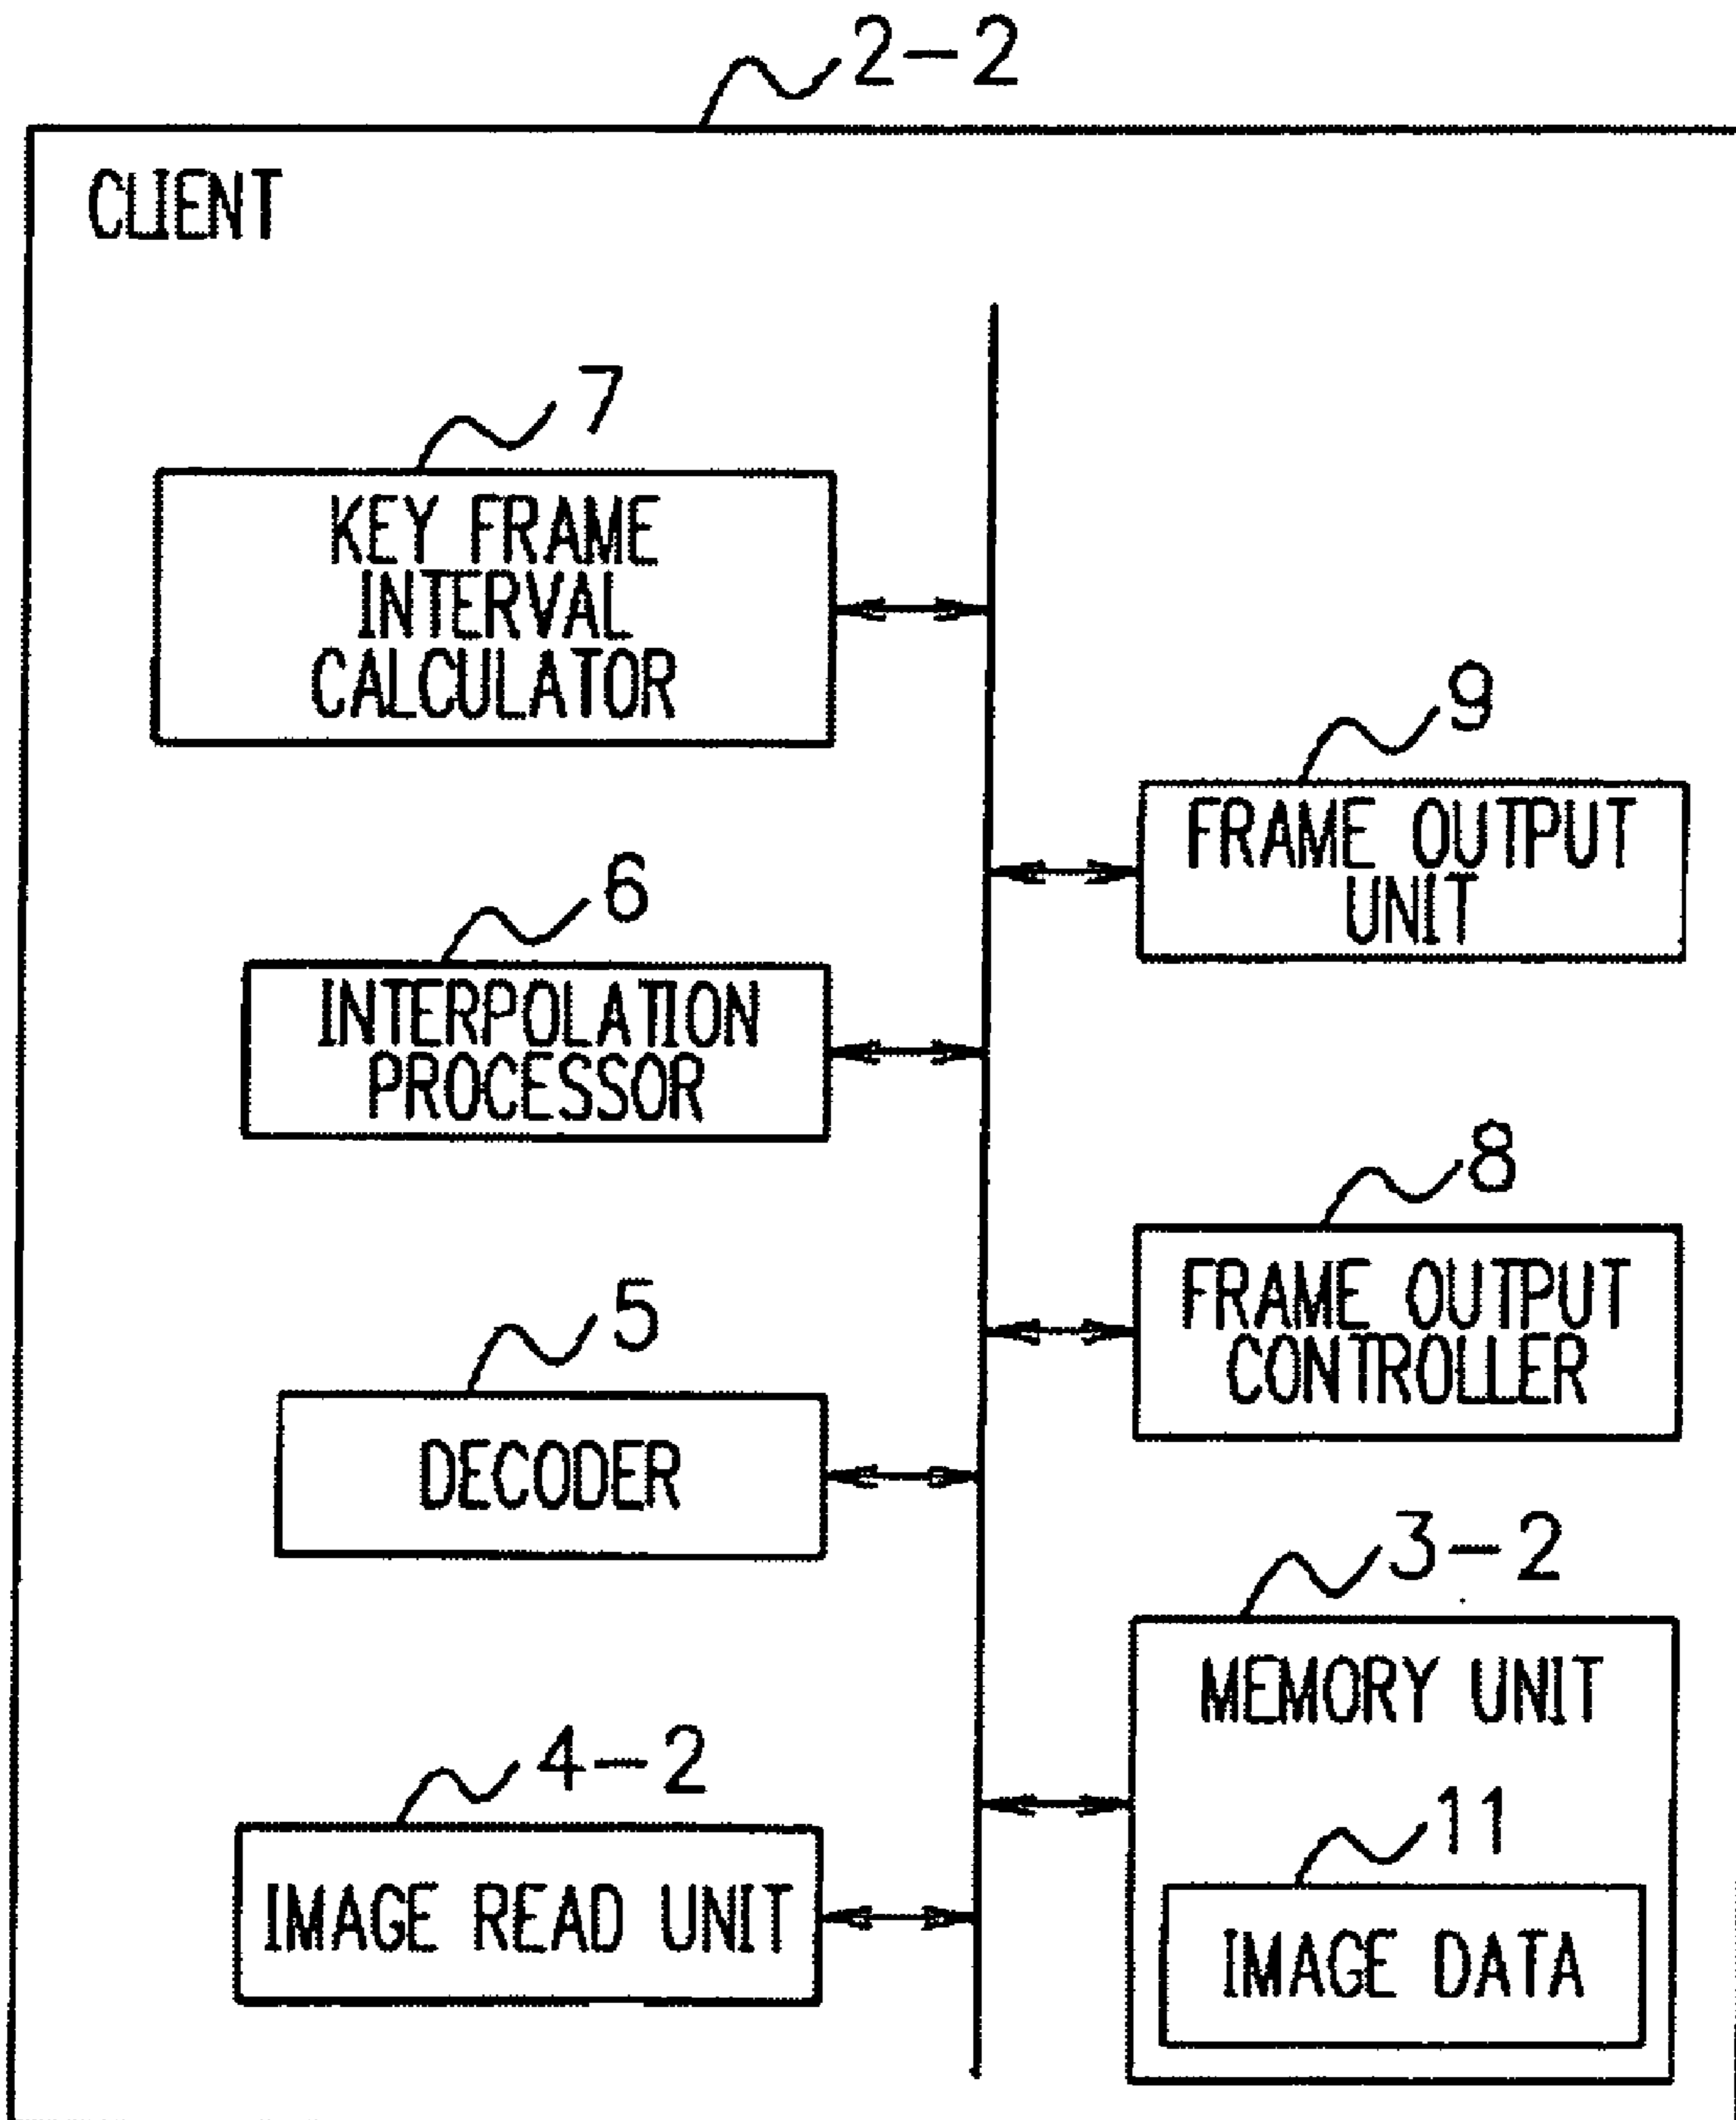 2-2
CLIENT
7
KEY FRAME
INTERVAL
CALCULATOR
9
FRAME OUTPUT
UNIT
6
INTERPOLATION
PROCESSOR
8
FRAME OUTPUT
CONTROLLER
5
DECODER
3-2
MEMORY UNIT
4-2
IMAGE READ UNIT
11
IMAGE DATA